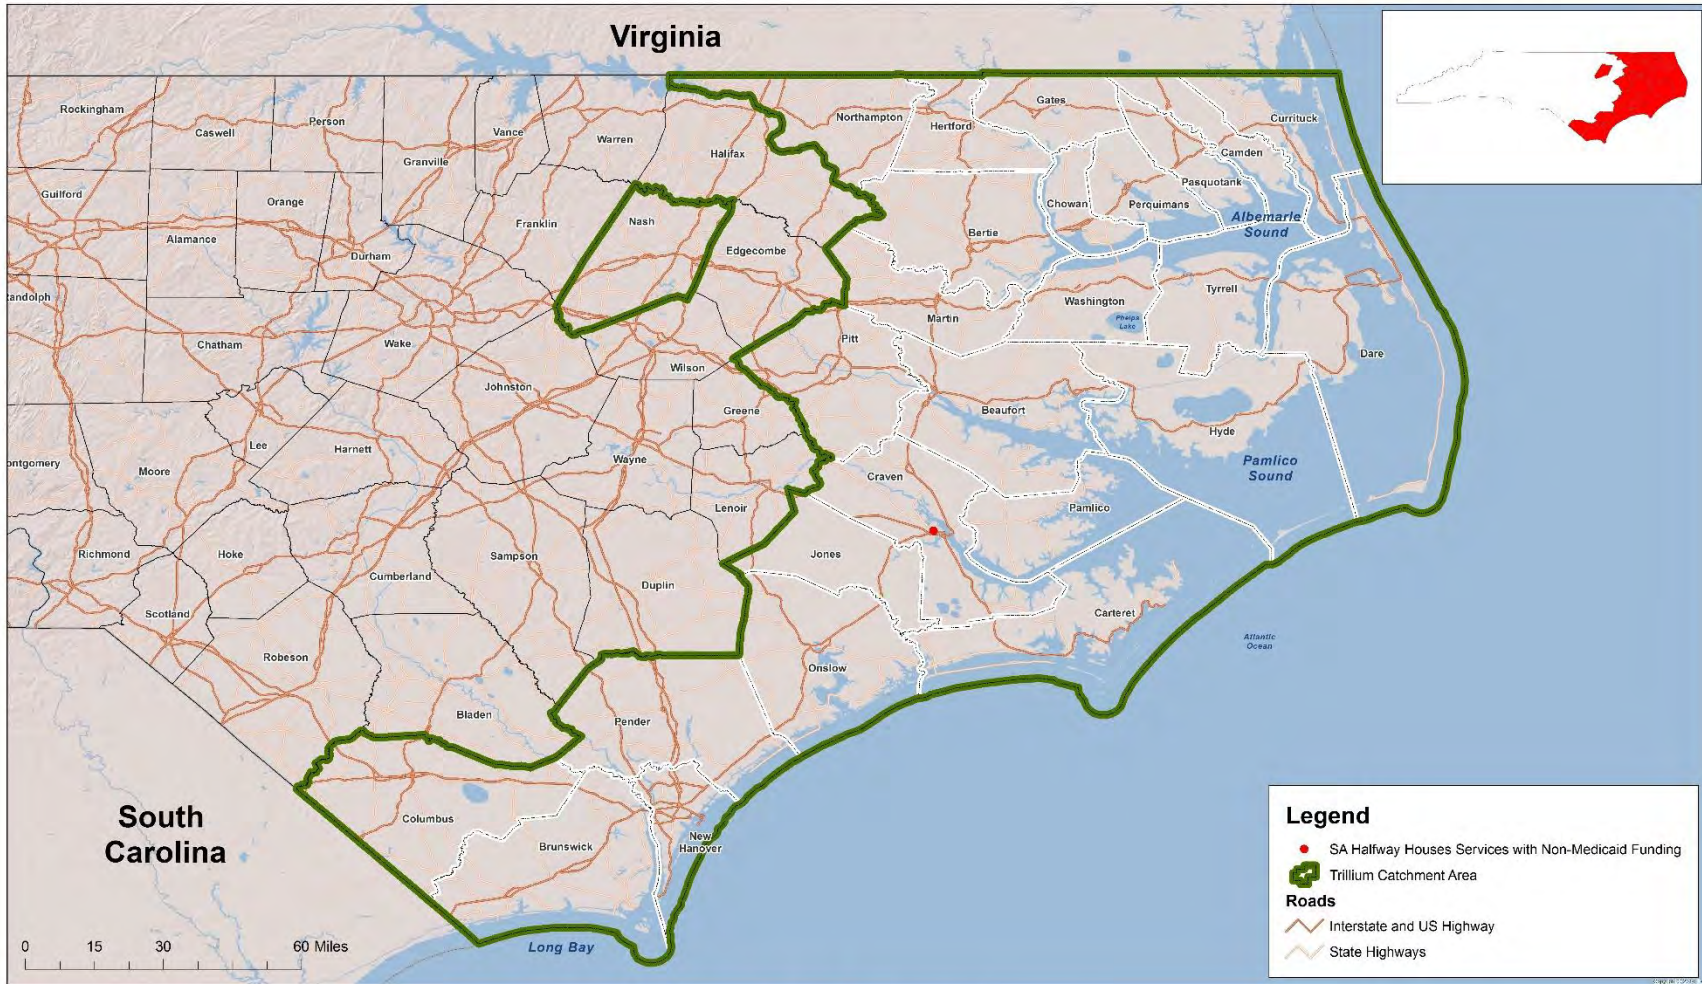 Virginia
Rockingham
Caswell
Person
Vance
Warren
Northampton
Hertford
Gates
Currituck
Granville
Halifax
Camden
Guilford
Orange
Franklin
Nash
Chowan
Perquimans
Pasquotank
Albemarle
Sound
Alamance
Durham
Edgecombe
Bertie
andolph
Washington
Tyrrell
Chatham
Wake
Martin
Phelps
Lake
Pitt
Dare
Johnston
Wilson
Greene
Beaufort
Hyde
Lee
Harnett
Wayne
ontgomery
Moore
Craven
Pamlico
Sound
Lenoir
Pamlico
Richmond
Hoke
Sampson
Jones
Cumberland
Duplin
Scotland
Carteret
Atlantic
Ocean
Robeson
Onslow
Bladen
Pender
South
Carolina
Columbus
Brunswick
New
Hanover
Long Bay
0 15 30 60 Miles
Legend
SA Halfway Houses Services with Non-Medicaid Funding
Trillium Catchment Area
Roads
Interstate and US Highway
State Highways